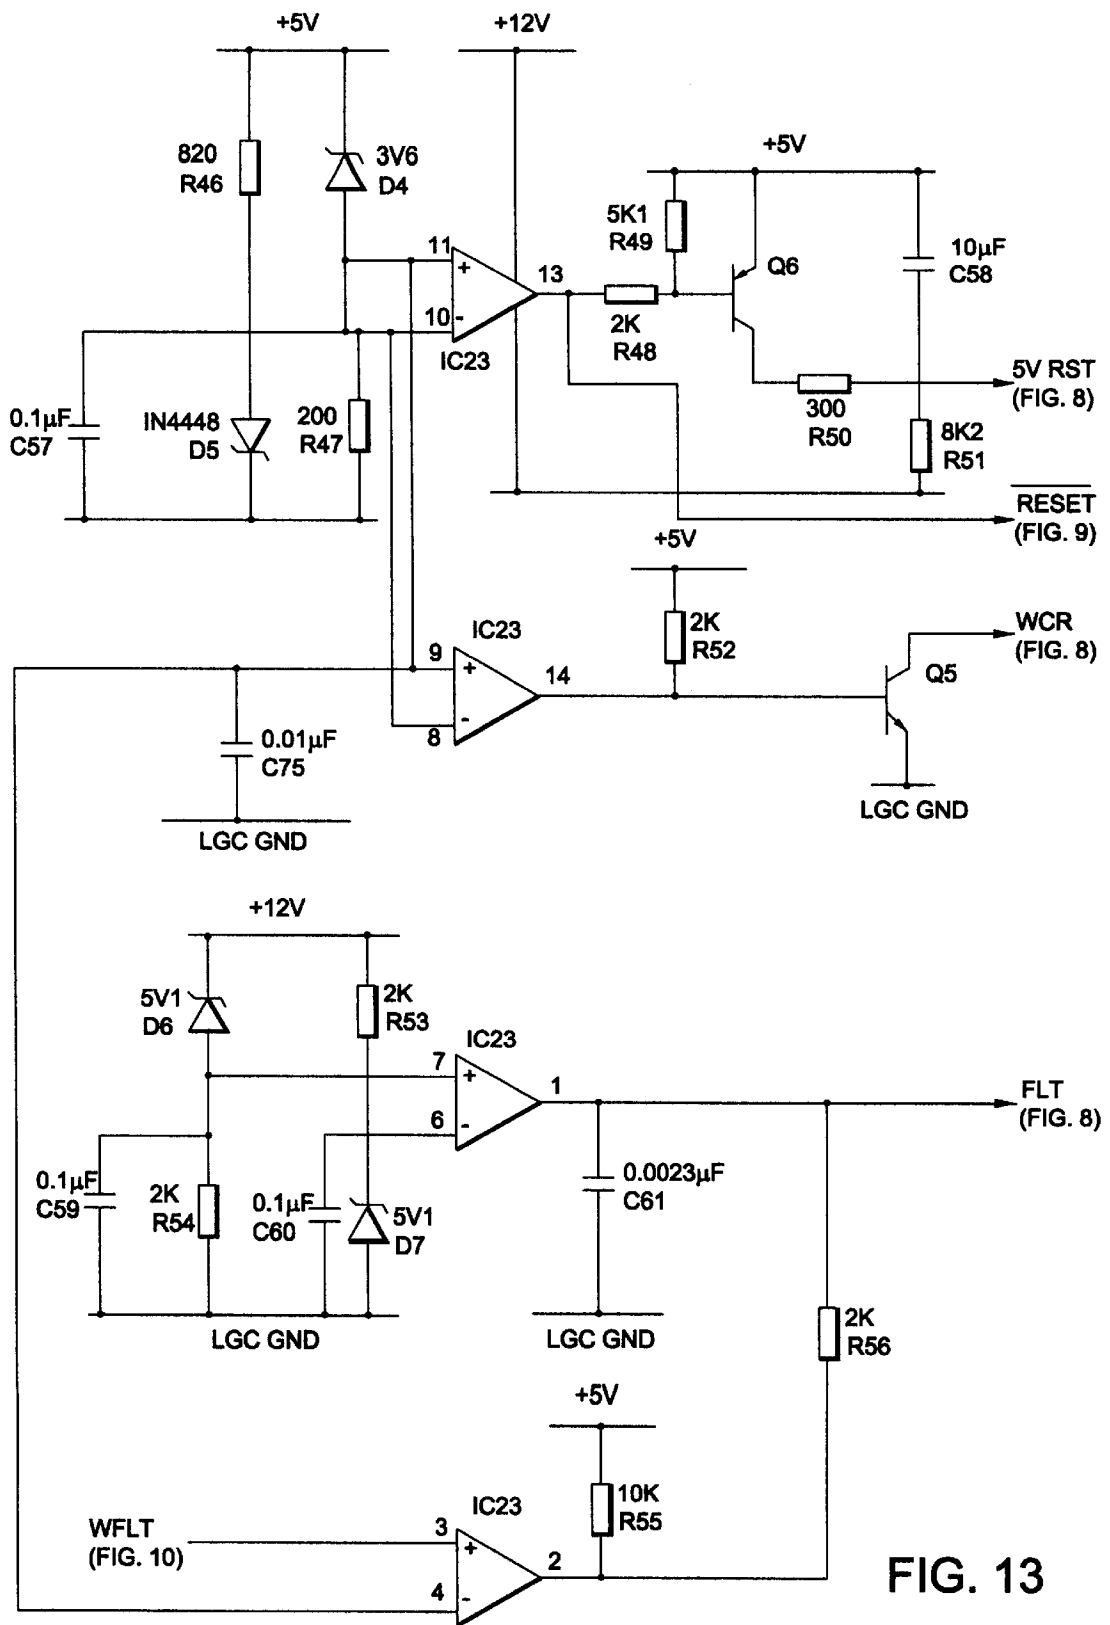 +5V
+12V
820
R46
3V6
D4
+5V
5K1
R49
Q6
10µF
C58
11
+
13
10
-
IC23
2K
R48
0.1µF
C57
IN4448
D5
200
R47
300
R50
5V RST
(FIG. 8)
8K2
R51
RESET
(FIG. 9)
+5V
IC23
9
+
14
8
-
2K
R52
WCR
(FIG. 8)
Q5
0.01µF
C75
LGC GND
LGC GND
+12V
5V1
D6
2K
R53
IC23
7
+
1
6
-
FLT
(FIG. 8)
0.1µF
C59
2K
R54
0.1µF
C60
5V1
D7
0.0023µF
C61
LGC GND
LGC GND
2K
R56
+5V
10K
R55
IC23
WFLT
(FIG. 10)
3
+
2
4
-
FIG. 13